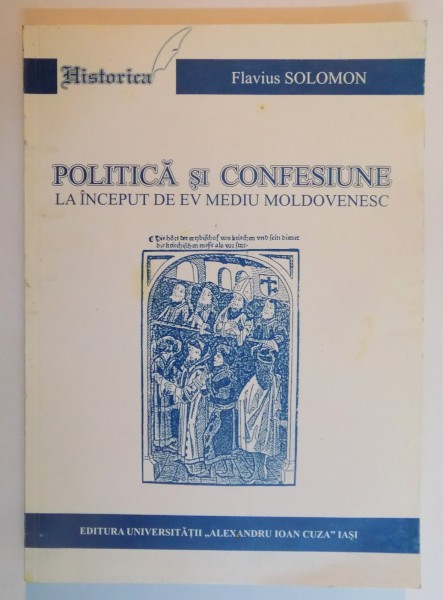 Historica
Flavius SOLOMON
POLITICĂ ŞI CONFESIUNE
LA ÎNCEPUT DE EV MEDIU MOLDOVENESC
EDITURA UNIVERSITĂŢII „ALEXANDRU IOAN CUZA” IAŞI